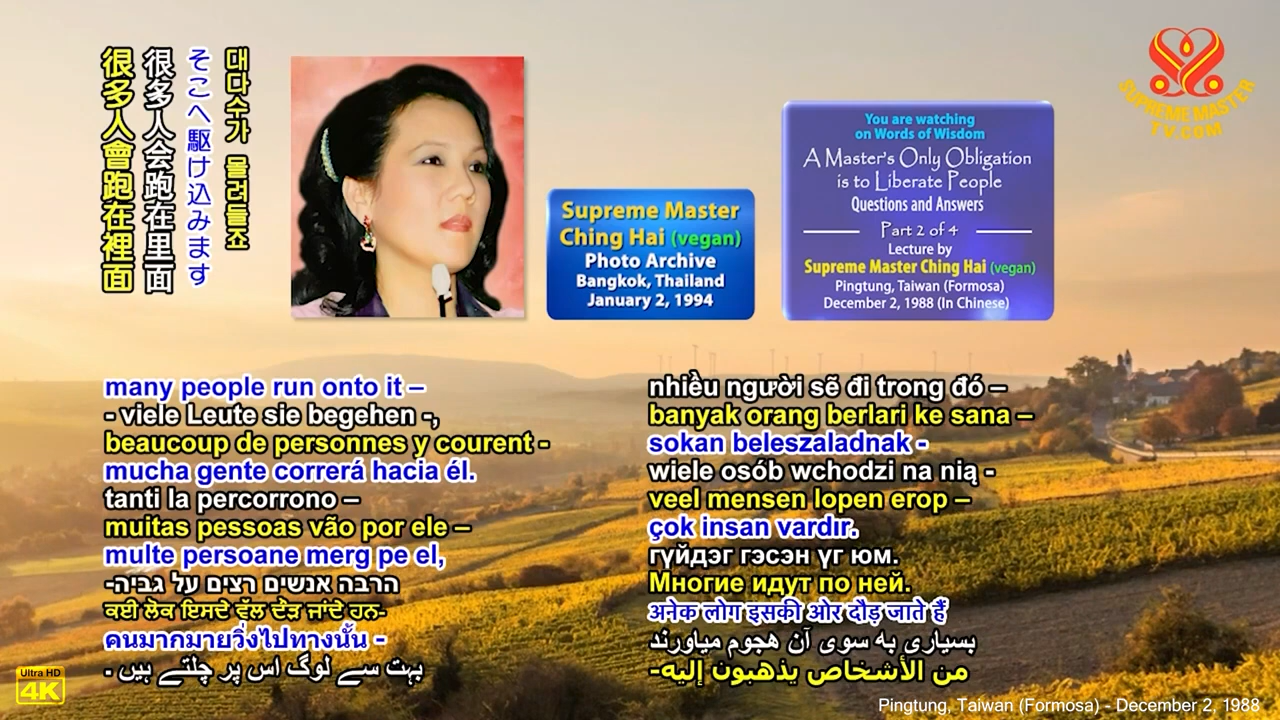 대다수가 몰려들죠
そこへ駆け込みます
很多人会跑在里面
很多人會跑在裡面
Supreme Master
Ching Hai (vegan)
Photo Archive
Bangkok, Thailand
January 2, 1994
You are watching
on Words of Wisdom
A Master's Only Obligation
is to Liberate People
Questions and Answers
Part 2 of 4
Lecture by
Supreme Master Ching Hai (vegan)
Pingtung, Taiwan (Formosa)
December 2, 1988 (In Chinese)
SUPREME MASTER
TV.COM
many people run onto it –
- viele Leute sie begehen -,
beaucoup de personnes y courent -
mucha gente correrá hacia él.
tanti la percorrono –
muitas pessoas vão por ele –
multe persoane merg pe el,
הרבה אנשים רצים על גביה-
ਕਈ ਲੋਕ ਇਸਦੇ ਵੱਲ ਦੌੜ ਜਾਂਦੇ ਹਨ-
คนมากมายวิ่งไปทางนั้น -
بہت سے لوگ اس پر چلتے ہیں .
nhiều người sẽ đi trong đó –
banyak orang berlari ke sana –
sokan beleszaladnak -
wiele osób wchodzi na nią -
veel mensen lopen erop –
çok insan vardır.
гүйдэг гэсэн үг юм.
Многие идут по ней.
अनेक लोग इसकी ओर दौड़ जाते हैं
بسیاری به سوی آن هجوم میاورند
من الأشخاص يذهبون إليه-
Ultra HD
4K
Pingtung, Taiwan (Formosa) - December 2, 1988